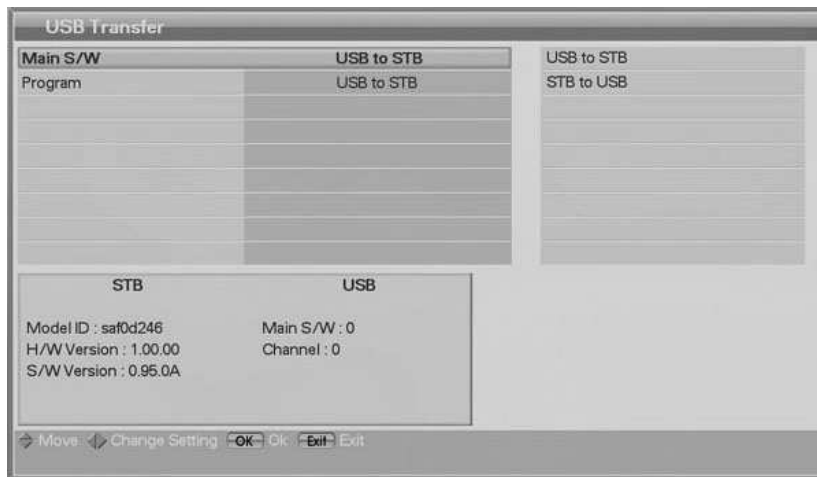 USB Transfer
Main S/W USB to STB
Program USB to STB
USB to STB
STB to USB
STB USB
Model ID : saf0d246 Main S/W : 0
H/W Version : 1.00.00 Channel : 0
S/W Version : 0.95.0A
Move Change Setting OK Ok Exit Exit